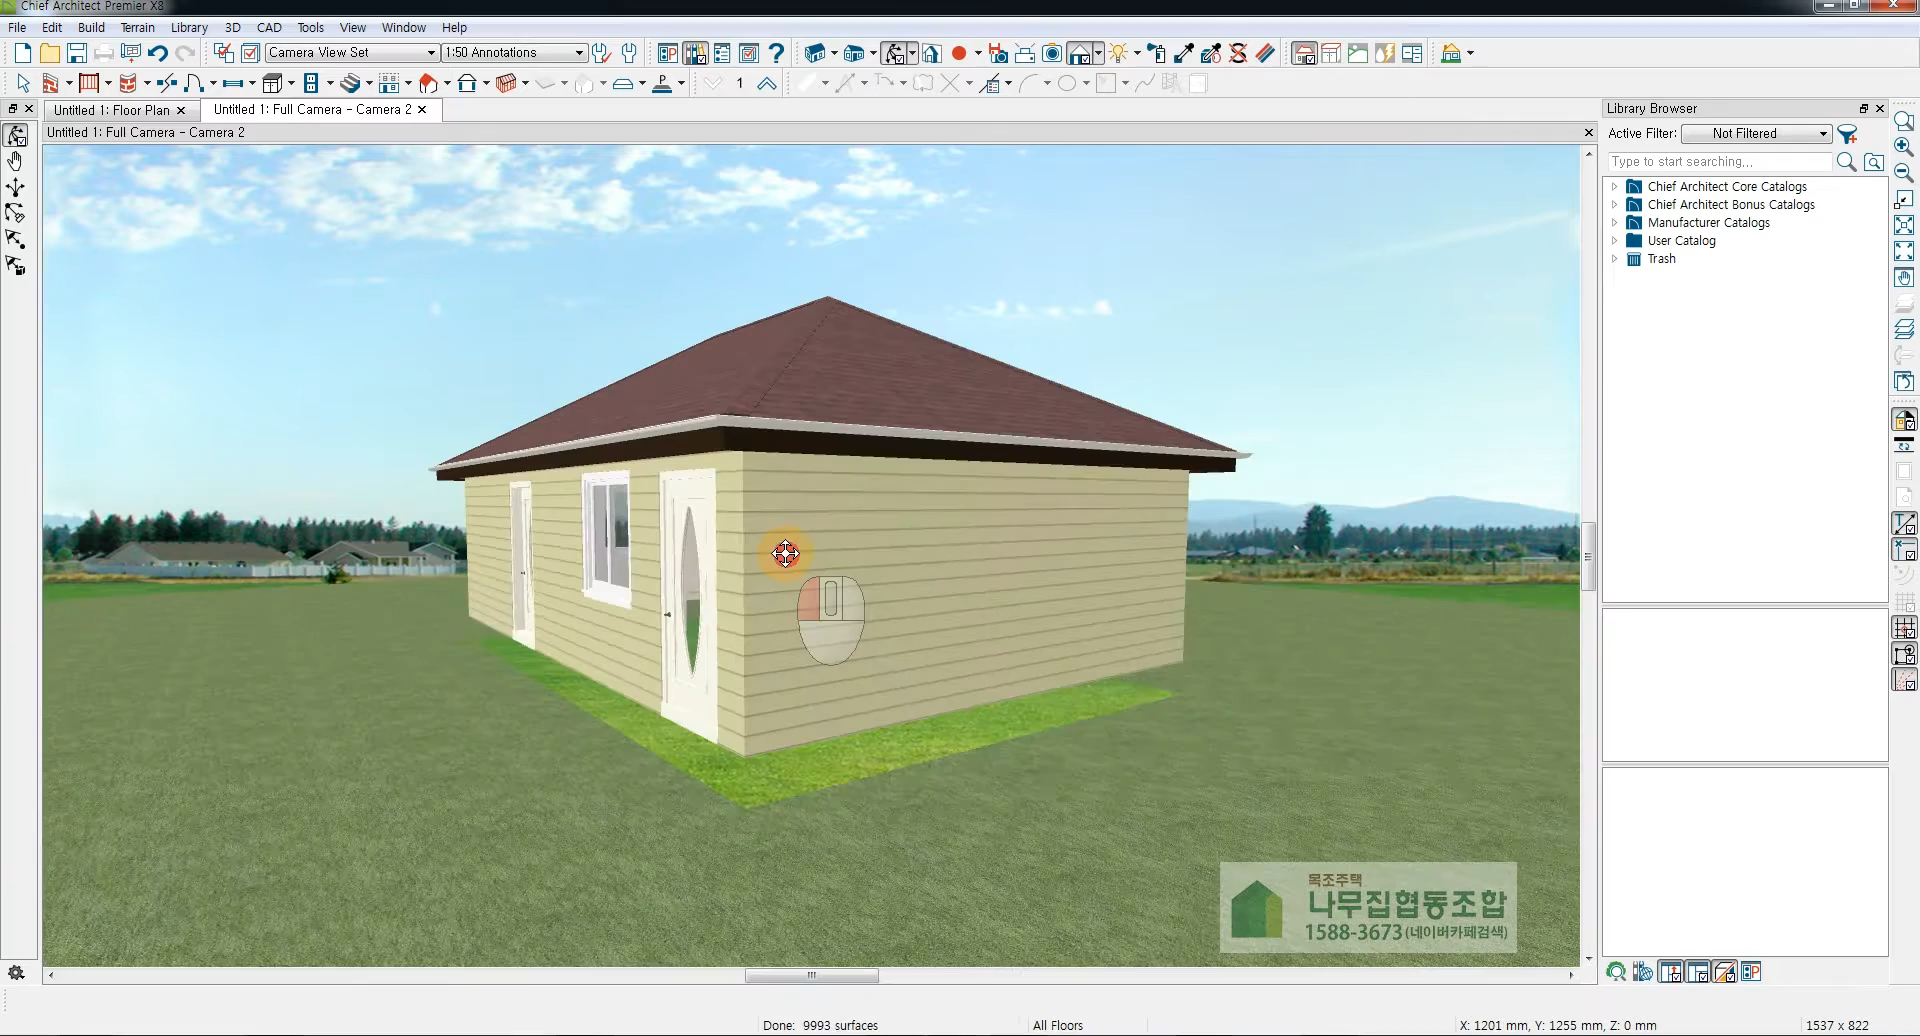 Chief Architect Premier X8
File Edit Build Terrain Library 3D CAD Tools View Window Help
Camera View Set 1:50 Annotations
1
Untitled 1: Floor Plan Untitled 1: Full Camera - Camera 2
Untitled 1: Full Camera - Camera 2
Library Browser
Active Filter: Not Filtered
Type to start searching...
Chief Architect Core Catalogs
Chief Architect Bonus Catalogs
Manufacturer Catalogs
User Catalog
Trash
목조주택
나무집협동조합
1588-3673(네이버카페검색)
Done: 9993 surfaces All Floors X: 1201 mm, Y: 1255 mm, Z: 0 mm 1537 x 822